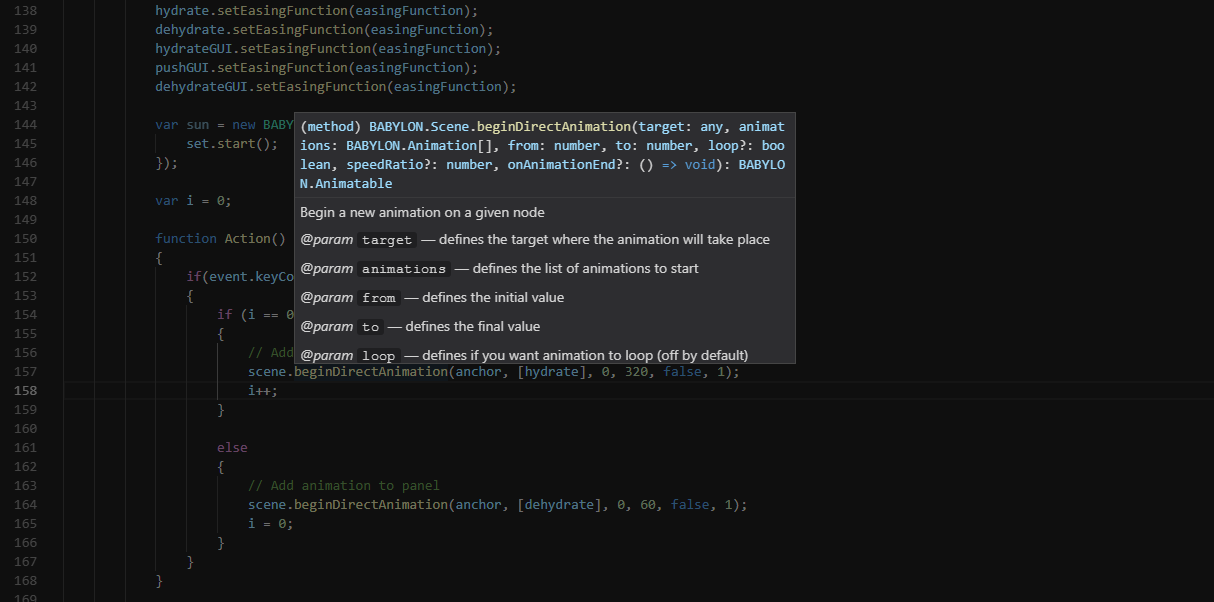 138 hydrate.setEasingFunction(easingFunction);
139 dehydrate.setEasingFunction(easingFunction);
140 hydrateGUI.setEasingFunction(easingFunction);
141 pushGUI.setEasingFunction(easingFunction);
142 dehydrateGUI.setEasingFunction(easingFunction);
143
144 var sun = new BABY
145 set.start();
146 });
147
148 var i = 0;
149
150 function Action()
151 {
152 if(event.keyCo
153 {
154 if (i == 0
155 {
156 // Add
(method) BABYLON.Scene.beginDirectAnimation(target: any, animat
ions: BABYLON.Animation[], from: number, to: number, loop?: boo
lean, speedRatio?: number, onAnimationEnd?: () => void): BABYLO
N.Animatable
Begin a new animation on a given node
@param target — defines the target where the animation will take place
@param animations — defines the list of animations to start
@param from — defines the initial value
@param to — defines the final value
@param loop — defines if you want animation to loop (off by default)
157 scene.beginDirectAnimation(anchor, [hydrate], 0, 320, false, 1);
158 i++;
159 }
160
161 else
162 {
163 // Add animation to panel
164 scene.beginDirectAnimation(anchor, [dehydrate], 0, 60, false, 1);
165 i = 0;
166 }
167 }
168 }
169